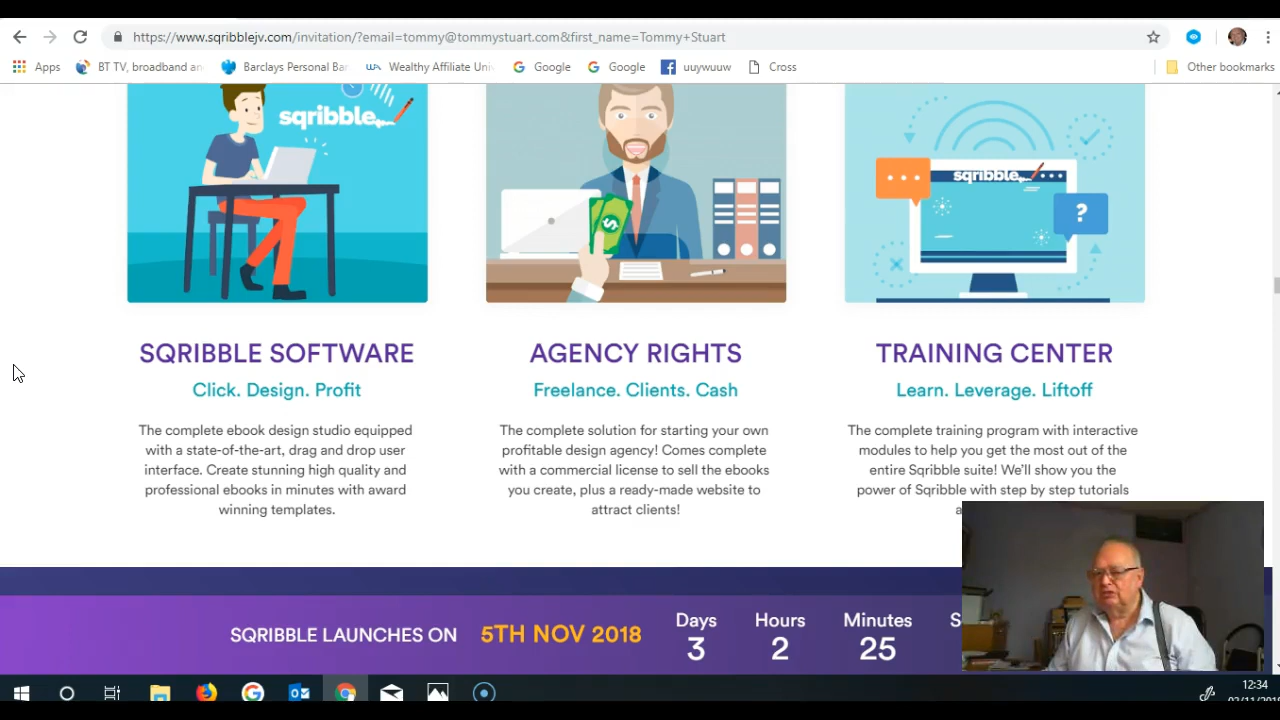 https://www.sqribblejv.com/invitation/?email=tommy@tommystuart.com&first_name=Tommy+Stuart
Apps BT TV, broadband an Barclays Personal Ban Wealthy Affiliate Univ Google Google uuywuuw Cross Other bookmarks
sqribble
sqribble
?
$
SQRIBBLE SOFTWARE
Click. Design. Profit
The complete ebook design studio equipped
with a state-of-the-art, drag and drop user
interface. Create stunning high quality and
professional ebooks in minutes with award
winning templates.
AGENCY RIGHTS
Freelance. Clients. Cash
The complete solution for starting your own
profitable design agency! Comes complete
with a commercial license to sell the ebooks
you create, plus a ready-made website to
attract clients!
TRAINING CENTER
Learn. Leverage. Liftoff
The complete training program with interactive
modules to help you get the most out of the
entire Sqribble suite! We'll show you the
power of Sqribble with step by step tutorials
SQRIBBLE LAUNCHES ON 5TH NOV 2018
Days Hours Minutes S
3 2 25
12:34